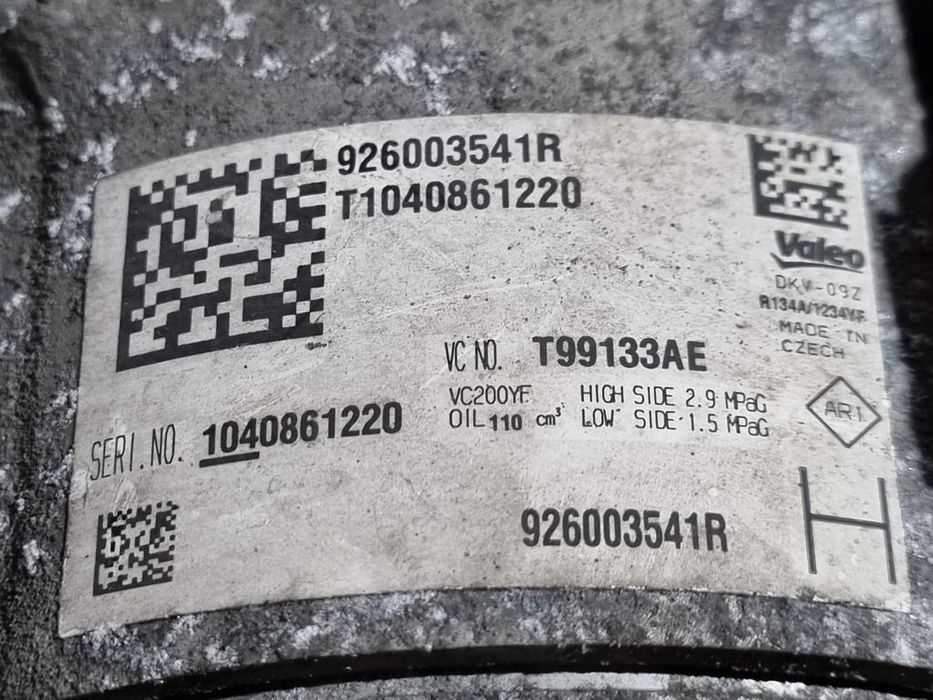 926003541R
T1040861220
Valeo
DKV-09Z
R134A/1234YF
MADE IN
CZECH
VC NO. T99133AE
VC200YF HIGH SIDE 2.9 MPaG
OIL 110 cm³ LOW SIDE 1.5 MPaG
AR1
SERI.NO. 1040861220
926003541R
H